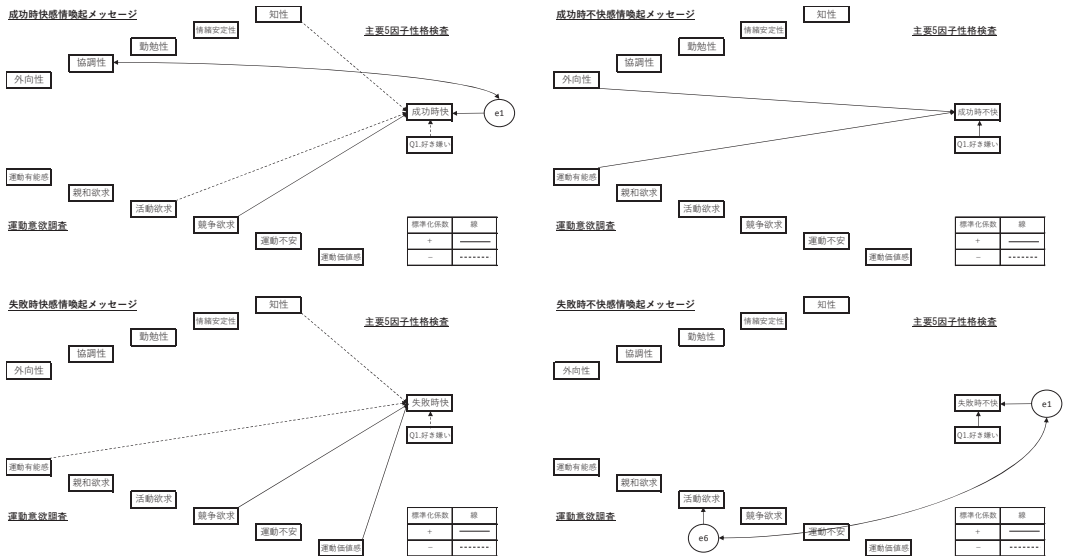 成功時快感情喚起メッセージ
知性
情緒安定性
主要5因子性格検査
勤勉性
協調性
外向性
成功時快
e1
Q1.好き嫌い
運動有能感
親和欲求
活動欲求
運動意欲調査
競争欲求
標準化係数 線
運動不安
+
運動価値感
−
成功時不快感情喚起メッセージ
知性
情緒安定性
主要5因子性格検査
勤勉性
協調性
外向性
成功時不快
Q1.好き嫌い
運動有能感
親和欲求
活動欲求
運動意欲調査
競争欲求
標準化係数 線
運動不安
+
運動価値感
−
失敗時快感情喚起メッセージ
知性
情緒安定性
主要5因子性格検査
勤勉性
協調性
外向性
失敗時快
Q1.好き嫌い
運動有能感
親和欲求
活動欲求
運動意欲調査
競争欲求
標準化係数 線
運動不安
+
運動価値感
−
失敗時不快感情喚起メッセージ
知性
情緒安定性
主要5因子性格検査
勤勉性
協調性
外向性
失敗時不快
e1
Q1.好き嫌い
運動有能感
親和欲求
活動欲求
運動意欲調査
競争欲求
標準化係数 線
運動不安
+
e6
運動価値感
−